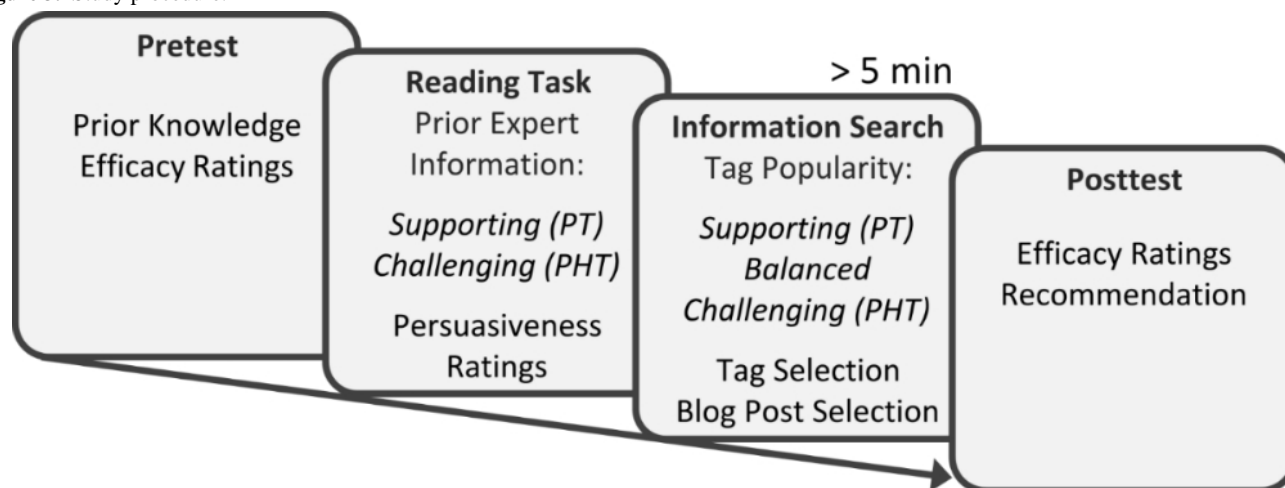 Pretest
Prior Knowledge
Efficacy Ratings
Reading Task
Prior Expert
Information:
Supporting (PT)
Challenging (PHT)
Persuasiveness
Ratings
> 5 min
Information Search
Tag Popularity:
Supporting (PT)
Balanced
Challenging (PHT)
Tag Selection
Blog Post Selection
Posttest
Efficacy Ratings
Recommendation